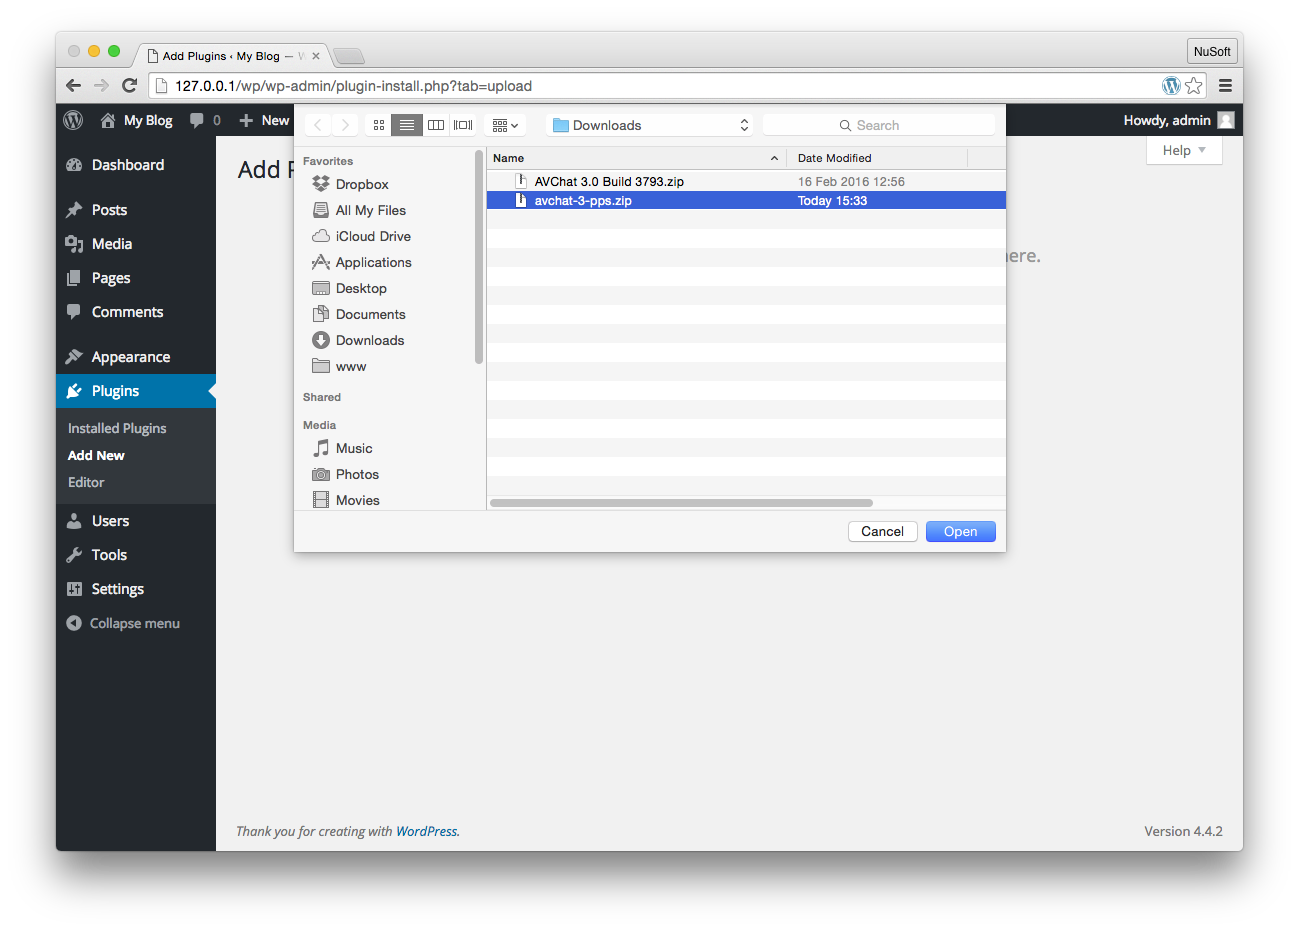 Add Plugins ‹ My Blog —
NuSoft
127.0.0.1/wp/wp-admin/plugin-install.php?tab=upload
My Blog 0 New
Howdy, admin
Downloads
Search
Help
Add
Dashboard
Posts
Media
Pages
Comments
Appearance
Plugins
Installed Plugins
Add New
Editor
Users
Tools
Settings
Collapse menu
Favorites
Dropbox
All My Files
iCloud Drive
Applications
Desktop
Documents
Downloads
www
Shared
Media
Music
Photos
Movies
Name Date Modified
AVChat 3.0 Build 3793.zip 16 Feb 2016 12:56
avchat-3-pps.zip Today 15:33
Cancel Open
Thank you for creating with WordPress.
Version 4.4.2